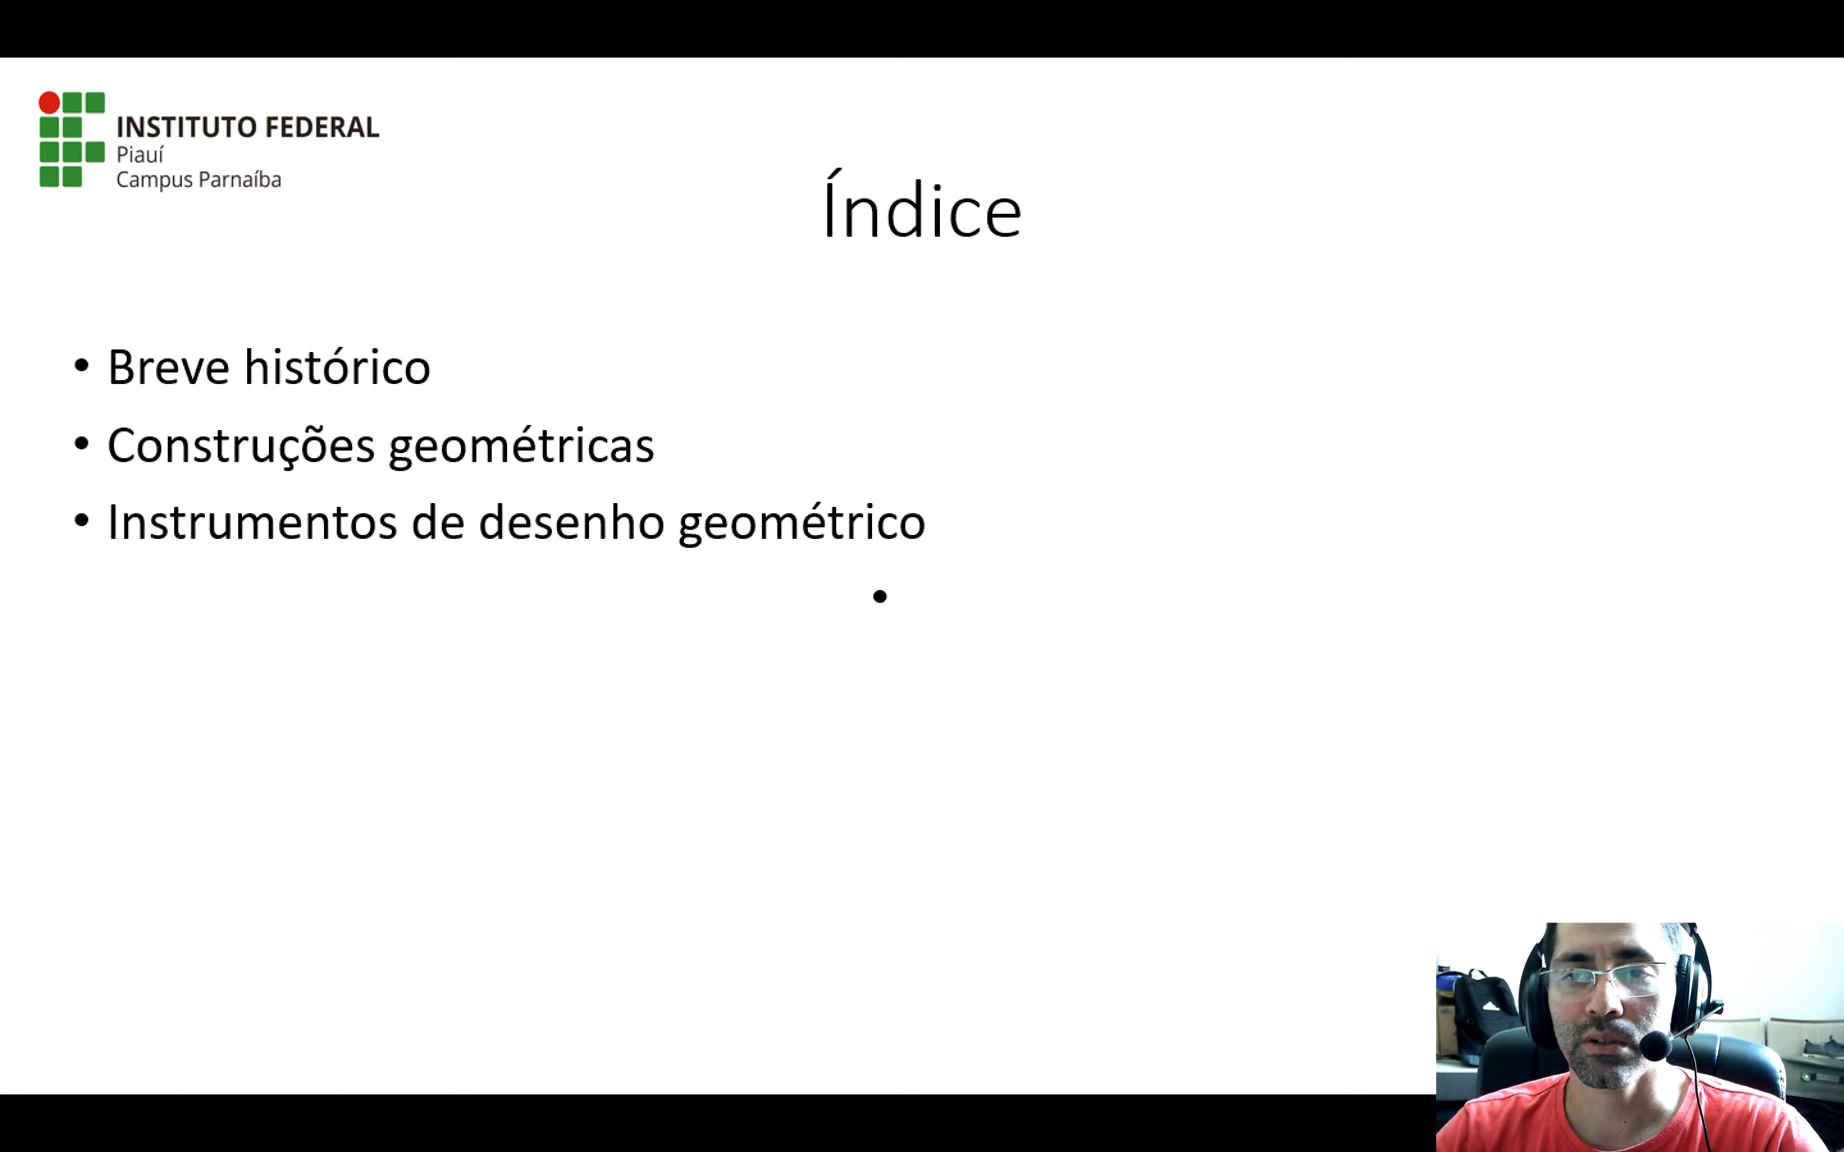 INSTITUTO FEDERAL
Piauí
Campus Parnaíba
Índice
• Breve histórico
• Construções geométricas
• Instrumentos de desenho geométrico
•